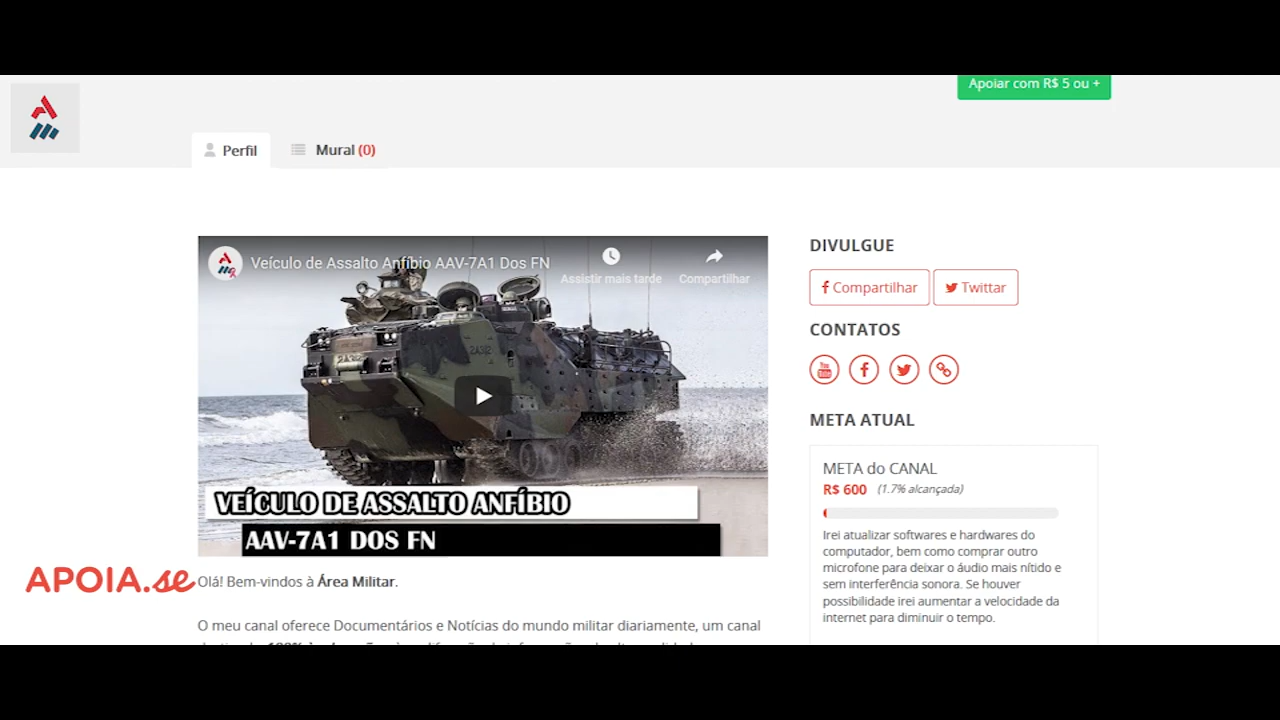 Apoiar com R$ 5 ou +
Perfil
Mural (0)
Veículo de Assalto Anfíbio AAV-7A1 Dos FN
Assistir mais tarde
Compartilhar
2A312
VEÍCULO DE ASSALTO ANFÍBIO
AAV-7A1 DOS FN
APOIA.se
Olá! Bem-vindos à Área Militar.
O meu canal oferece Documentários e Notícias do mundo militar diariamente, um canal
DIVULGUE
Compartilhar
Twittar
CONTATOS
You Tube
META ATUAL
META do CANAL
R$ 600 (1.7% alcançada)
Irei atualizar softwares e hardwares do
computador, bem como comprar outro
microfone para deixar o áudio mais nítido e
sem interferência sonora. Se houver
possibilidade irei aumentar a velocidade da
internet para diminuir o tempo.